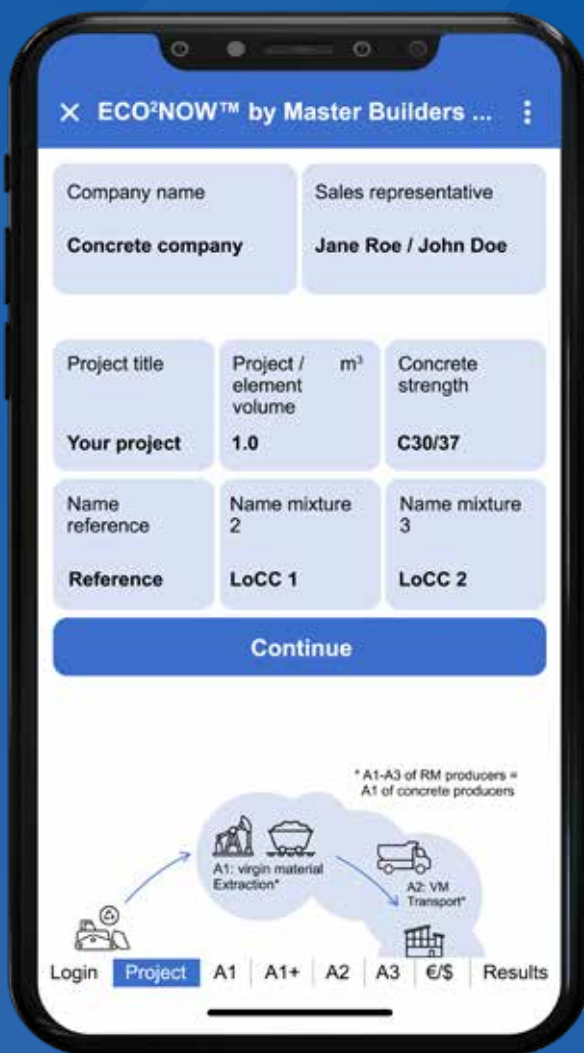 ECO²NOW™ by Master Builders ...
Company name
Concrete company
Sales representative
Jane Roe / John Doe
Project title
Your project
Project / m³
element
volume
1.0
Concrete
strength
C30/37
Name
reference
Reference
Name mixture
2
LoCC 1
Name mixture
3
LoCC 2
Continue
* A1-A3 of RM producers =
A1 of concrete producers
A1: virgin material
Extraction*
A2: VM
Transport*
Login Project A1 A1+ A2 A3 €/$ Results